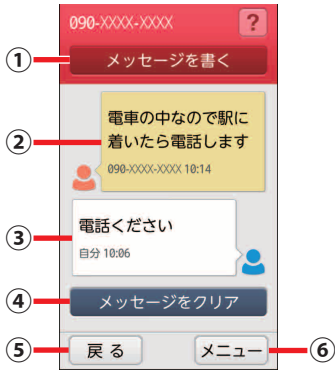 090-XXXX-XXXX ?
① メッセージを書く
② 電車の中なので駅に
着いたら電話します
090-XXXX-XXXX 10:14
③ 電話ください
自分 10:06
④ メッセージをクリア
⑤ 戻る メニュー ⑥